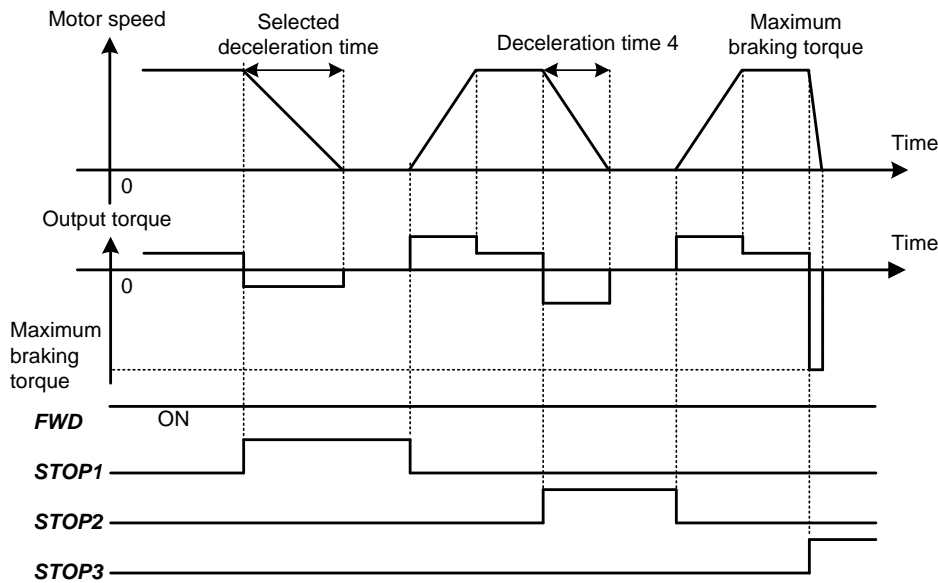 Motor speed
Selected
deceleration time
Deceleration time 4
Maximum
braking torque
Time
0
Output torque
Time
0
Maximum
braking
torque
FWD
ON
STOP1
STOP2
STOP3